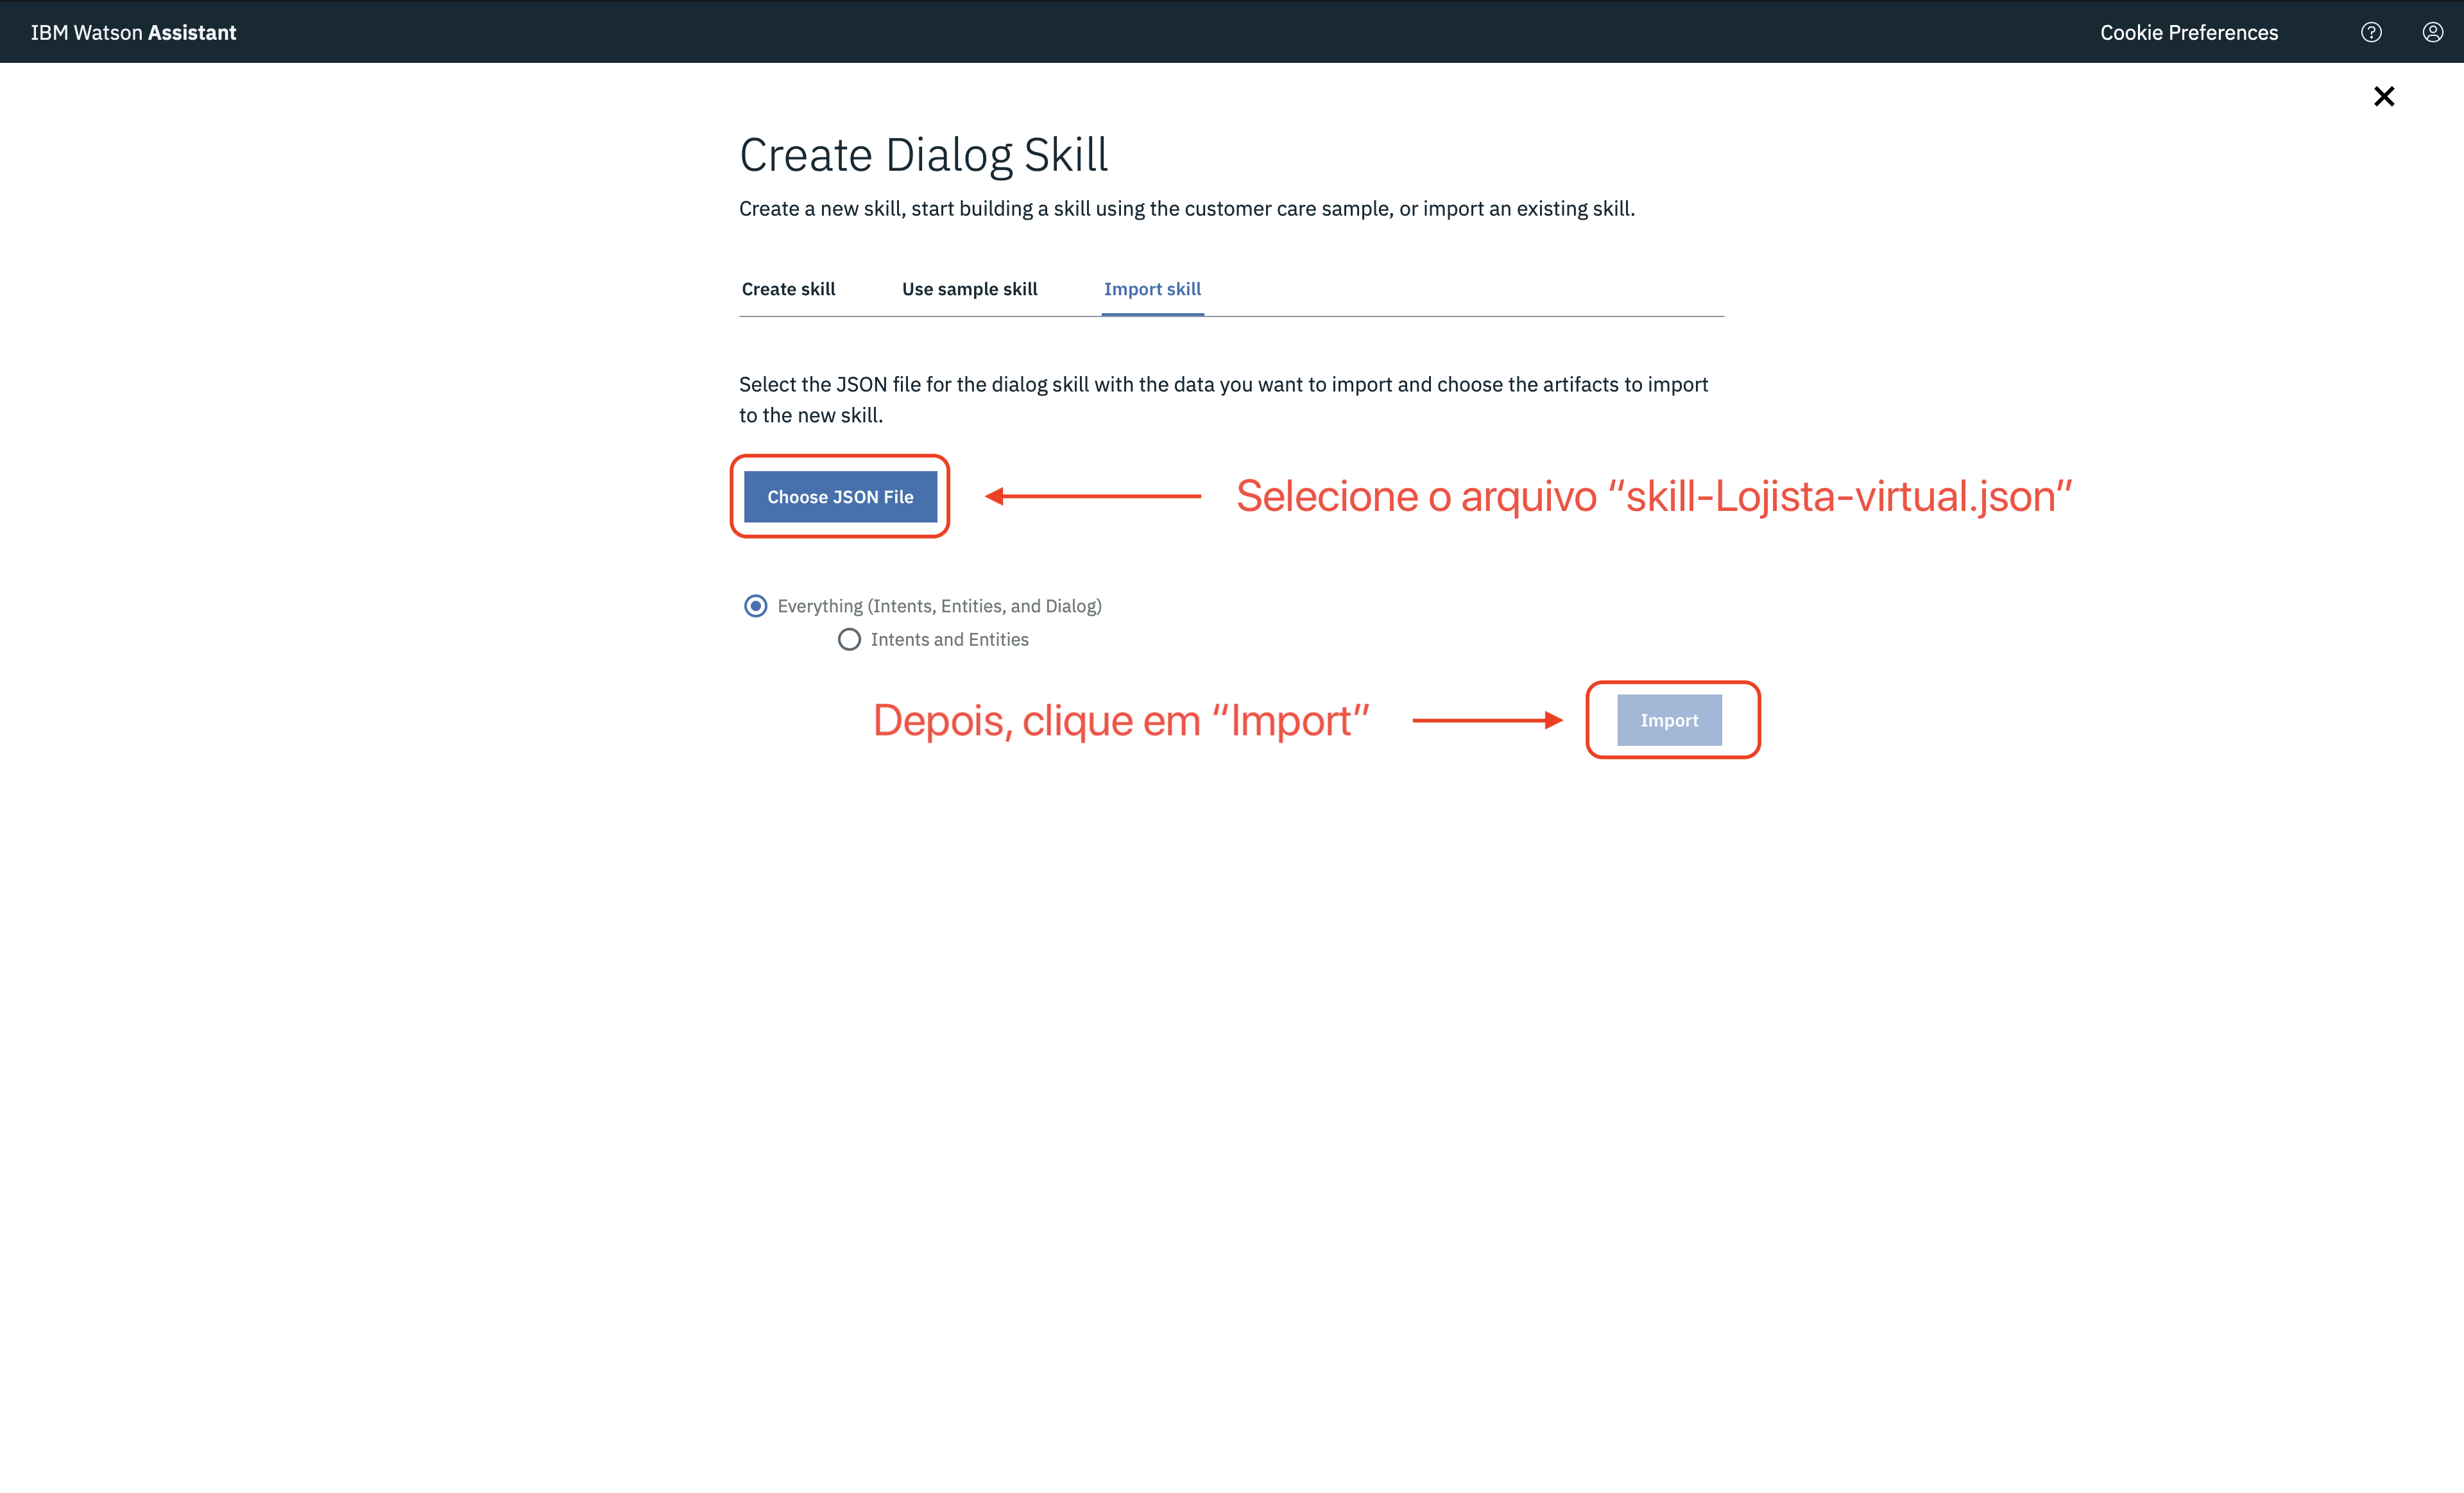 IBM Watson Assistant
Cookie Preferences
Create Dialog Skill
Create a new skill, start building a skill using the customer care sample, or import an existing skill.
Create skill
Use sample skill
Import skill
Select the JSON file for the dialog skill with the data you want to import and choose the artifacts to import
to the new skill.
Choose JSON File
Selecione o arquivo “skill-Lojista-virtual.json”
Everything (Intents, Entities, and Dialog)
Intents and Entities
Depois, clique em “Import”
Import